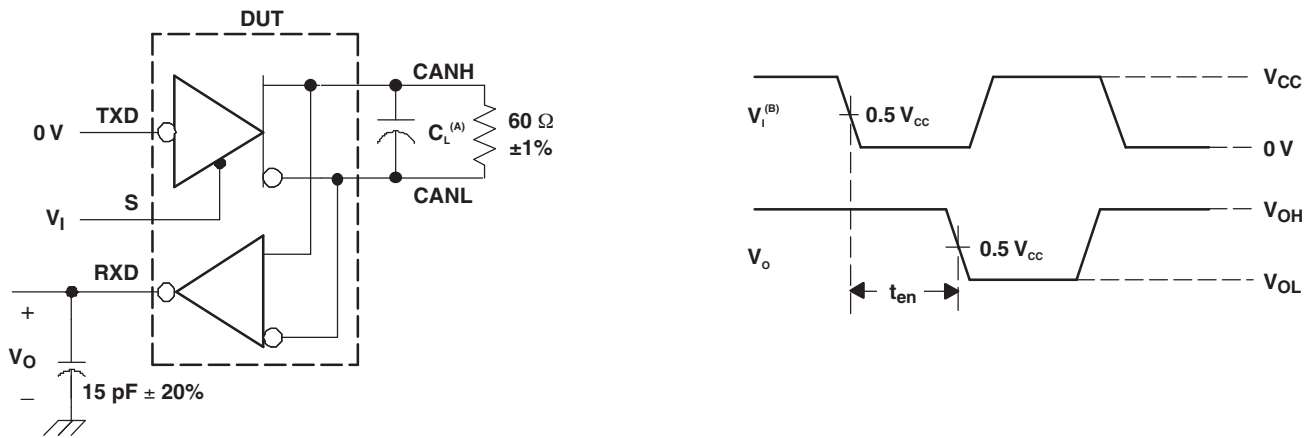 DUT
CANH
TXD
0 V
C_L^(A)
60 Ω
±1%
S
V_I
CANL
RXD
+
V_O
–
15 pF ± 20%
V_CC
V_I^(B)
0.5 V_CC
0 V
V_OH
V_O
0.5 V_CC
t_en
V_OL